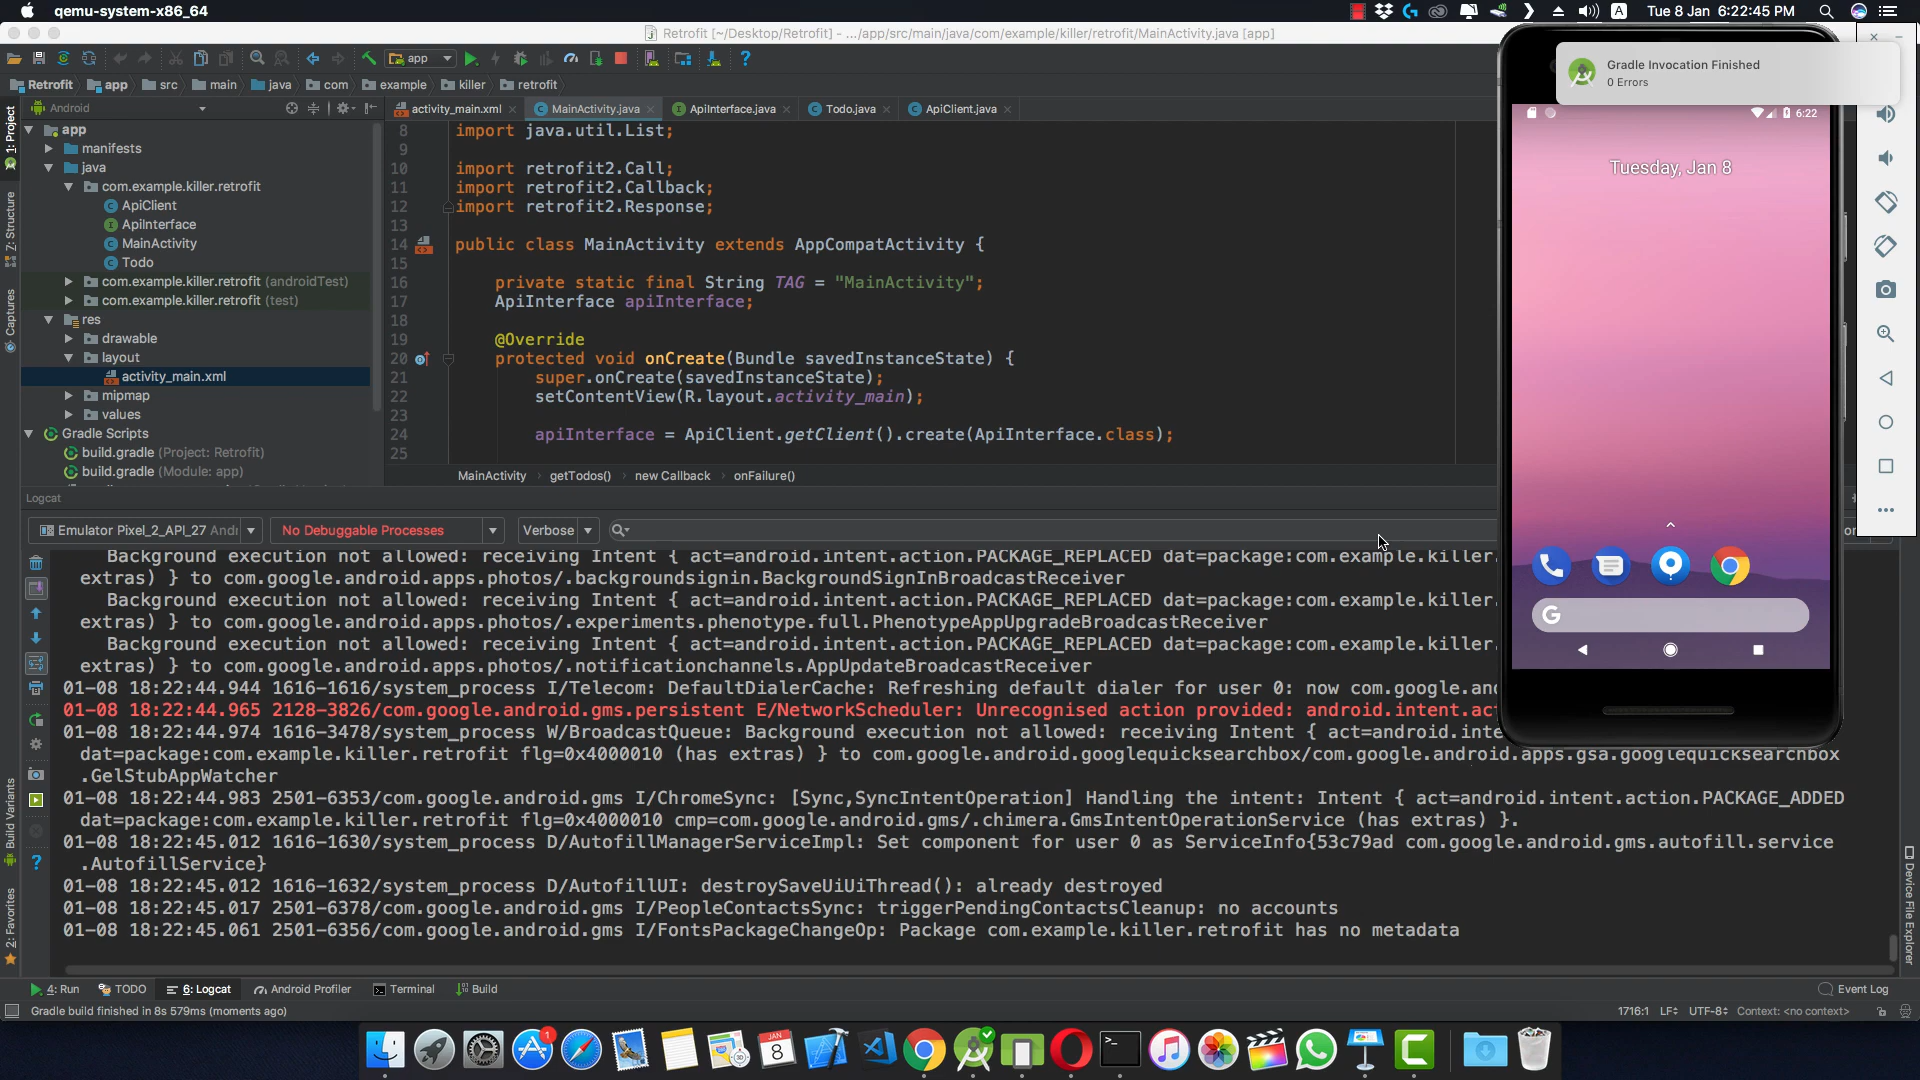 qemu-system-x86_64
A
Tue 8 Jan 6:22:45 PM
Retrofit [~/Desktop/Retrofit] - .../app/src/main/java/com/example/killer/retrofit/MainActivity.java [app]
app
Gradle Invocation Finished
0 Errors
Retrofit
app
src
main
java
com
example
killer
retrofit
Android
activity_main.xml
MainActivity.java
ApiInterface.java
Todo.java
ApiClient.java
1: Project
Z: Structure
Captures
Build Variants
2: Favorites
app
manifests
java
com.example.killer.retrofit
ApiClient
ApiInterface
MainActivity
Todo
com.example.killer.retrofit (androidTest)
com.example.killer.retrofit (test)
res
drawable
layout
activity_main.xml
mipmap
values
Gradle Scripts
build.gradle (Project: Retrofit)
build.gradle (Module: app)
8 import java.util.List;
9
10 import retrofit2.Call;
11 import retrofit2.Callback;
12 import retrofit2.Response;
13
14 public class MainActivity extends AppCompatActivity {
15
16 private static final String TAG = "MainActivity";
17 ApiInterface apiInterface;
18
19 @Override
20 protected void onCreate(Bundle savedInstanceState) {
21 super.onCreate(savedInstanceState);
22 setContentView(R.layout.activity_main);
23
24 apiInterface = ApiClient.getClient().create(ApiInterface.class);
25
MainActivity getTodos() new Callback onFailure()
6:22
Tuesday, Jan 8
G
Logcat
Emulator Pixel_2_API_27 Andr
No Debuggable Processes
Verbose
Background execution not allowed: receiving Intent { act=android.intent.action.PACKAGE_REPLACED dat=package:com.example.killer.
extras) } to com.google.android.apps.photos/.backgroundsignin.BackgroundSignInBroadcastReceiver
Background execution not allowed: receiving Intent { act=android.intent.action.PACKAGE_REPLACED dat=package:com.example.killer.
extras) } to com.google.android.apps.photos/.experiments.phenotype.full.PhenotypeAppUpgradeBroadcastReceiver
Background execution not allowed: receiving Intent { act=android.intent.action.PACKAGE_REPLACED dat=package:com.example.killer.
extras) } to com.google.android.apps.photos/.notificationchannels.AppUpdateBroadcastReceiver
01-08 18:22:44.944 1616-1616/system_process I/Telecom: DefaultDialerCache: Refreshing default dialer for user 0: now com.google.an
01-08 18:22:44.965 2128-3826/com.google.android.gms.persistent E/NetworkScheduler: Unrecognised action provided: android.intent.act
01-08 18:22:44.974 1616-3478/system_process W/BroadcastQueue: Background execution not allowed: receiving Intent { act=android.inte
dat=package:com.example.killer.retrofit flg=0x4000010 (has extras) } to com.google.android.googlequicksearchbox/com.google.android.apps.gsa.googlequicksearchbox
.GelStubAppWatcher
01-08 18:22:44.983 2501-6353/com.google.android.gms I/ChromeSync: [Sync,SyncIntentOperation] Handling the intent: Intent { act=android.intent.action.PACKAGE_ADDED
dat=package:com.example.killer.retrofit flg=0x4000010 cmp=com.google.android.gms/.chimera.GmsIntentOperationService (has extras) }.
01-08 18:22:45.012 1616-1630/system_process D/AutofillManagerServiceImpl: Set component for user 0 as ServiceInfo{53c79ad com.google.android.gms.autofill.service
.AutofillService}
01-08 18:22:45.012 1616-1632/system_process D/AutofillUI: destroySaveUiUiThread(): already destroyed
01-08 18:22:45.017 2501-6378/com.google.android.gms I/PeopleContactsSync: triggerPendingContactsCleanup: no accounts
01-08 18:22:45.061 2501-6356/com.google.android.gms I/FontsPackageChangeOp: Package com.example.killer.retrofit has no metadata
Device File Explorer
4: Run
TODO
6: Logcat
Android Profiler
Terminal
Build
Event Log
Gradle build finished in 8s 579ms (moments ago)
1716:1 LF÷ UTF-8÷ Context: <no context>
1
JAN
8